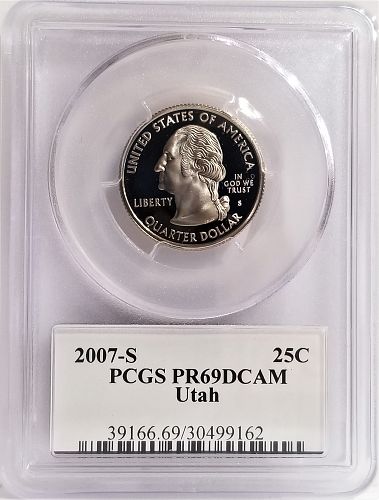 UNITED STATES OF AMERICA
LIBERTY
IN
GOD WE
TRUST
S
QUARTER DOLLAR
2007-S 25C
PCGS PR69DCAM
Utah
39166.69/30499162